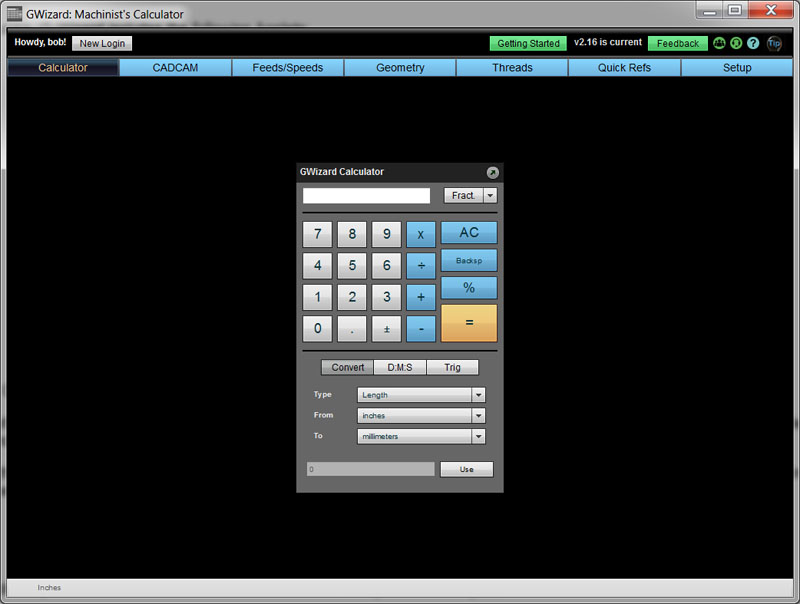 GWizard: Machinist's Calculator
Howdy, bob! New Login Getting Started v2.16 is current Feedback ? Tip
Calculator CADCAM Feeds/Speeds Geometry Threads Quick Refs Setup
GWizard Calculator
Fract.
7 8 9 x AC
4 5 6 ÷ Backsp
1 2 3 + %
0 . ± - =
Convert D:M:S Trig
Type Length
From inches
To millimeters
0 Use
Inches